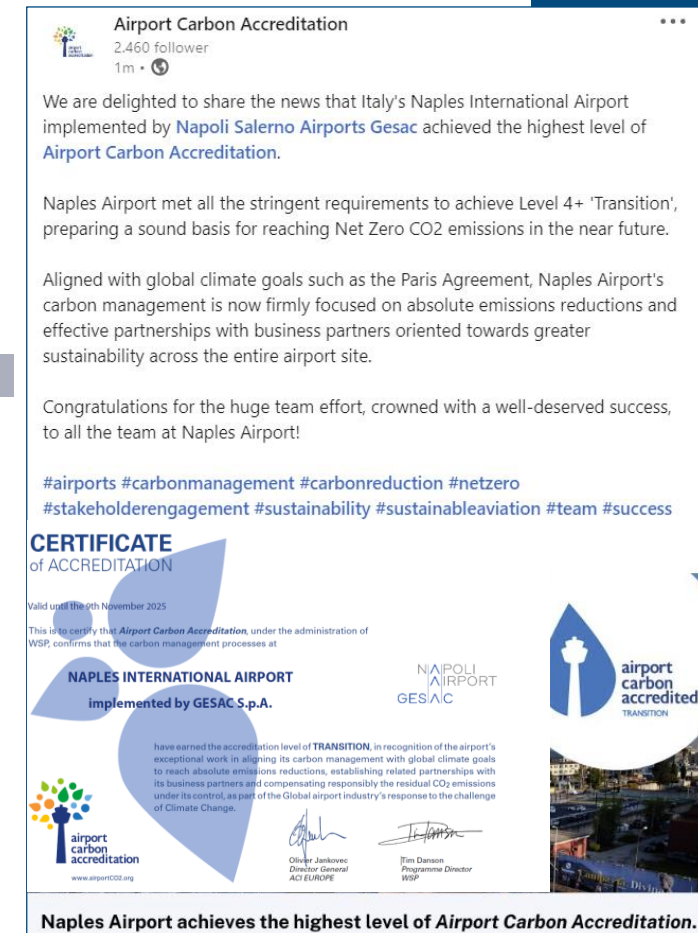 Airport Carbon Accreditation
2.460 follower
1m •
We are delighted to share the news that Italy's Naples International Airport
implemented by Napoli Salerno Airports Gesac achieved the highest level of
Airport Carbon Accreditation.
Naples Airport met all the stringent requirements to achieve Level 4+ 'Transition',
preparing a sound basis for reaching Net Zero CO2 emissions in the near future.
Aligned with global climate goals such as the Paris Agreement, Naples Airport's
carbon management is now firmly focused on absolute emissions reductions and
effective partnerships with business partners oriented towards greater
sustainability across the entire airport site.
Congratulations for the huge team effort, crowned with a well-deserved success,
to all the team at Naples Airport!
#airports #carbonmanagement #carbonreduction #netzero
#stakeholderengagement #sustainability #sustainableaviation #team #success
CERTIFICATE
of ACCREDITATION
Valid until the 9th November 2025
This is to certify that Airport Carbon Accreditation, under the administration of
WSP, confirms that the carbon management processes at
NAPLES INTERNATIONAL AIRPORT
implemented by GESAC S.p.A.
NAPOLI
AIRPORT
GESAC
have earned the accreditation level of TRANSITION, in recognition of the airport's
exceptional work in aligning its carbon management with global climate goals
to reach absolute emissions reductions, establishing related partnerships with
its business partners and compensating responsibly the residual CO₂ emissions
under its control, as part of the Global airport industry's response to the challenge
of Climate Change.
airport
carbon
accreditation
www.airportCO2.org
Olivier Jankovec
Director General
ACI EUROPE
Tim Danson
Programme Director
WSP
airport
carbon
accredited
TRANSITION
Naples Airport achieves the highest level of Airport Carbon Accreditation.